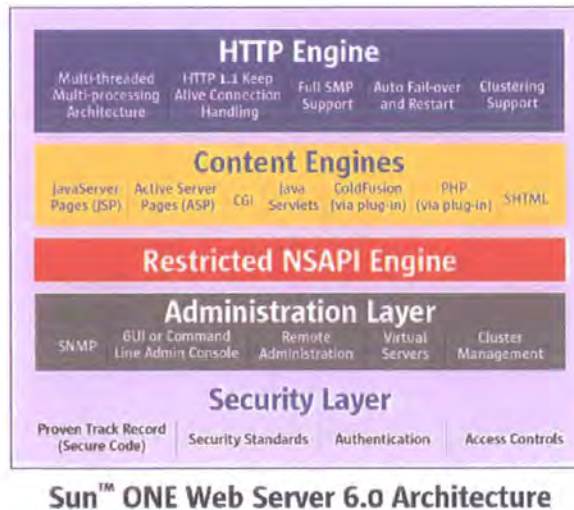 HTTP Engine
Multi-threaded Multi-processing Architecture
HTTP 1.1 Keep Alive Connection Handling
Full SMP Support
Auto Fail-over and Restart
Clustering Support
Content Engines
JavaServer Pages (JSP)
Active Server Pages (ASP)
CGI
Java Servlets
ColdFusion (via plug-in)
PHP (via plug-in)
SHTML
Restricted NSAPI Engine
Administration Layer
SNMP
GUI or Command Line Admin Console
Remote Administration
Virtual Servers
Cluster Management
Security Layer
Proven Track Record (Secure Code)
Security Standards
Authentication
Access Controls
Sun™ ONE Web Server 6.0 Architecture